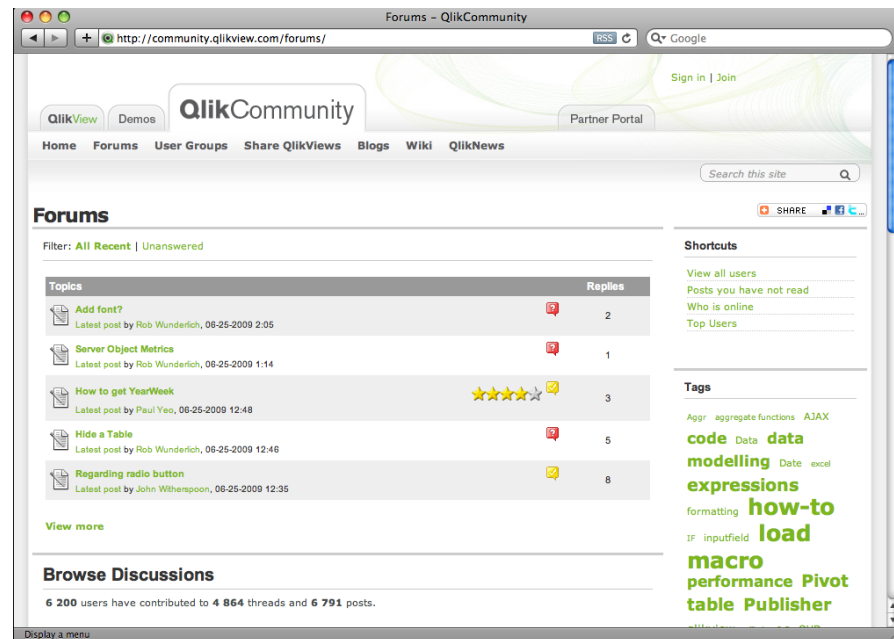 Forums – QlikCommunity
http://community.qlikview.com/forums/
RSS
Google
Sign in | Join
QlikView
Demos
QlikCommunity
Partner Portal
Home Forums User Groups Share QlikViews Blogs Wiki QlikNews
Search this site
SHARE
Forums
Filter: All Recent | Unanswered
Topics Replies
Add font?
Latest post by Rob Wunderlich, 06-25-2009 2:05
2
Server Object Metrics
Latest post by Rob Wunderlich, 06-25-2009 1:14
1
How to get YearWeek
Latest post by Paul Yeo, 06-25-2009 12:48
3
Hide a Table
Latest post by Rob Wunderlich, 06-25-2009 12:46
5
Regarding radio button
Latest post by John Witherspoon, 06-25-2009 12:35
8
View more
Browse Discussions
6 200 users have contributed to 4 864 threads and 6 791 posts.
Shortcuts
View all users
Posts you have not read
Who is online
Top Users
Tags
Aggr aggregate functions AJAX
code Data data
modelling Date excel
expressions
formatting how-to
IF inputfield load
macro
performance Pivot
table Publisher
Display a menu